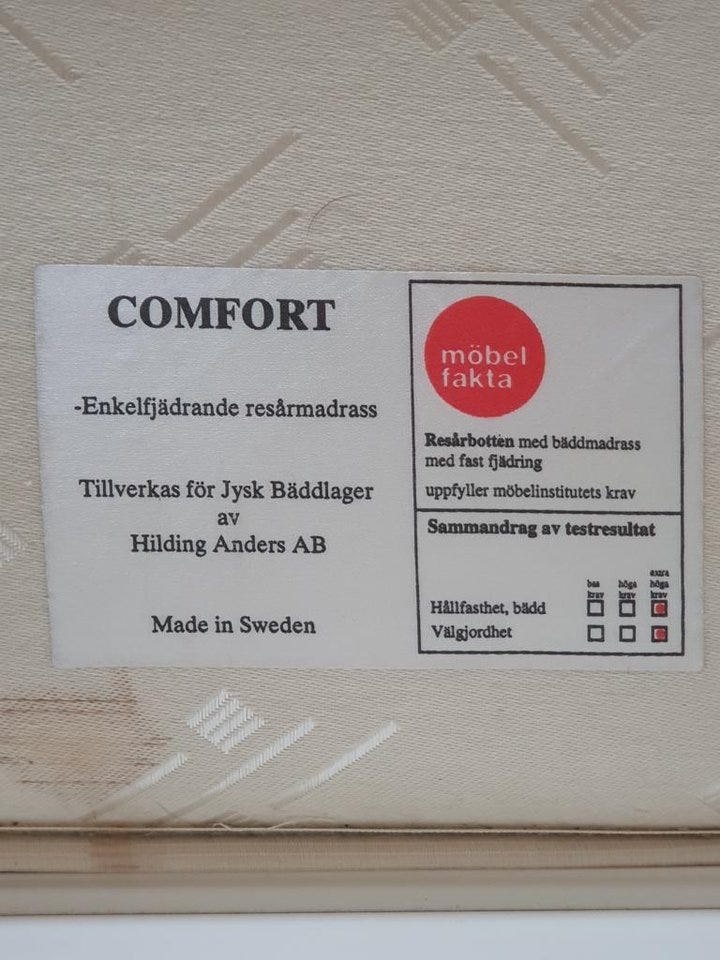 COMFORT
-Enkelfjädrande resårmadrass
Tillverkas för Jysk Bäddlager
av
Hilding Anders AB
Made in Sweden
möbel
fakta
Resårbotten med bäddmadrass
med fast fjädring
uppfyller möbelinstitutets krav
Sammandrag av testresultat
bas krav
höga krav
extra höga krav
Hållfasthet, bädd
Välgjordhet